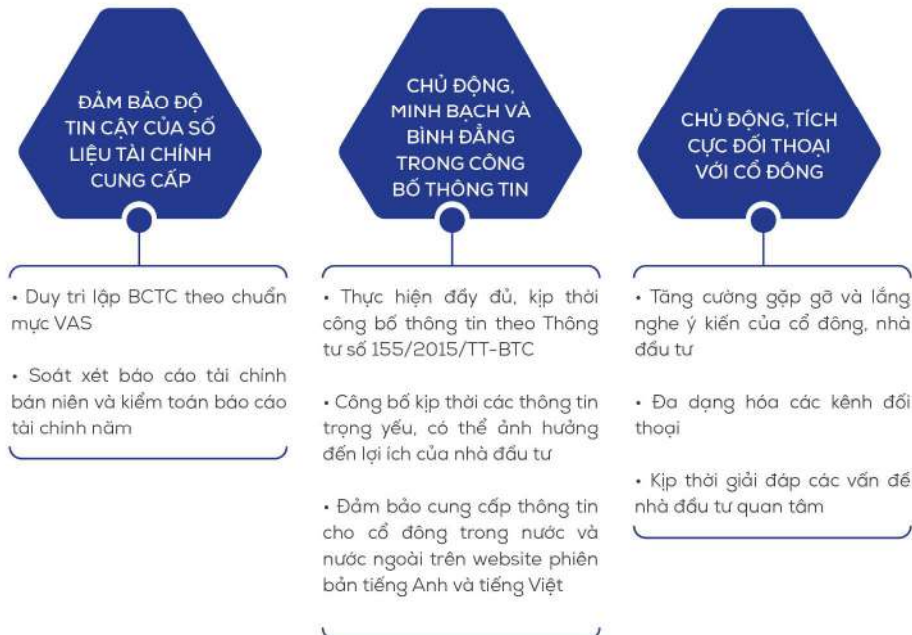 ĐẢM BẢO ĐỘ
TIN CẬY CỦA SỐ
LIỆU TÀI CHÍNH
CUNG CẤP
• Duy trì lập BCTC theo chuẩn
mực VAS
• Soát xét báo cáo tài chính
bán niên và kiểm toán báo cáo
tài chính năm
CHỦ ĐỘNG,
MINH BẠCH VÀ
BÌNH ĐẲNG
TRONG CÔNG
BỐ THÔNG TIN
• Thực hiện đầy đủ, kịp thời
công bố thông tin theo Thông
tư số 155/2015/TT-BTC
• Công bố kịp thời các thông tin
trọng yếu, có thể ảnh hưởng
đến lợi ích của nhà đầu tư
• Đảm bảo cung cấp thông tin
cho cổ đông trong nước và
nước ngoài trên website phiên
bản tiếng Anh và tiếng Việt
CHỦ ĐỘNG, TÍCH
CỰC ĐỐI THOẠI
VỚI CỔ ĐÔNG
• Tăng cường gặp gỡ và lắng
nghe ý kiến của cổ đông, nhà
đầu tư
• Đa dạng hóa các kênh đối
thoại
• Kịp thời giải đáp các vấn đề
nhà đầu tư quan tâm